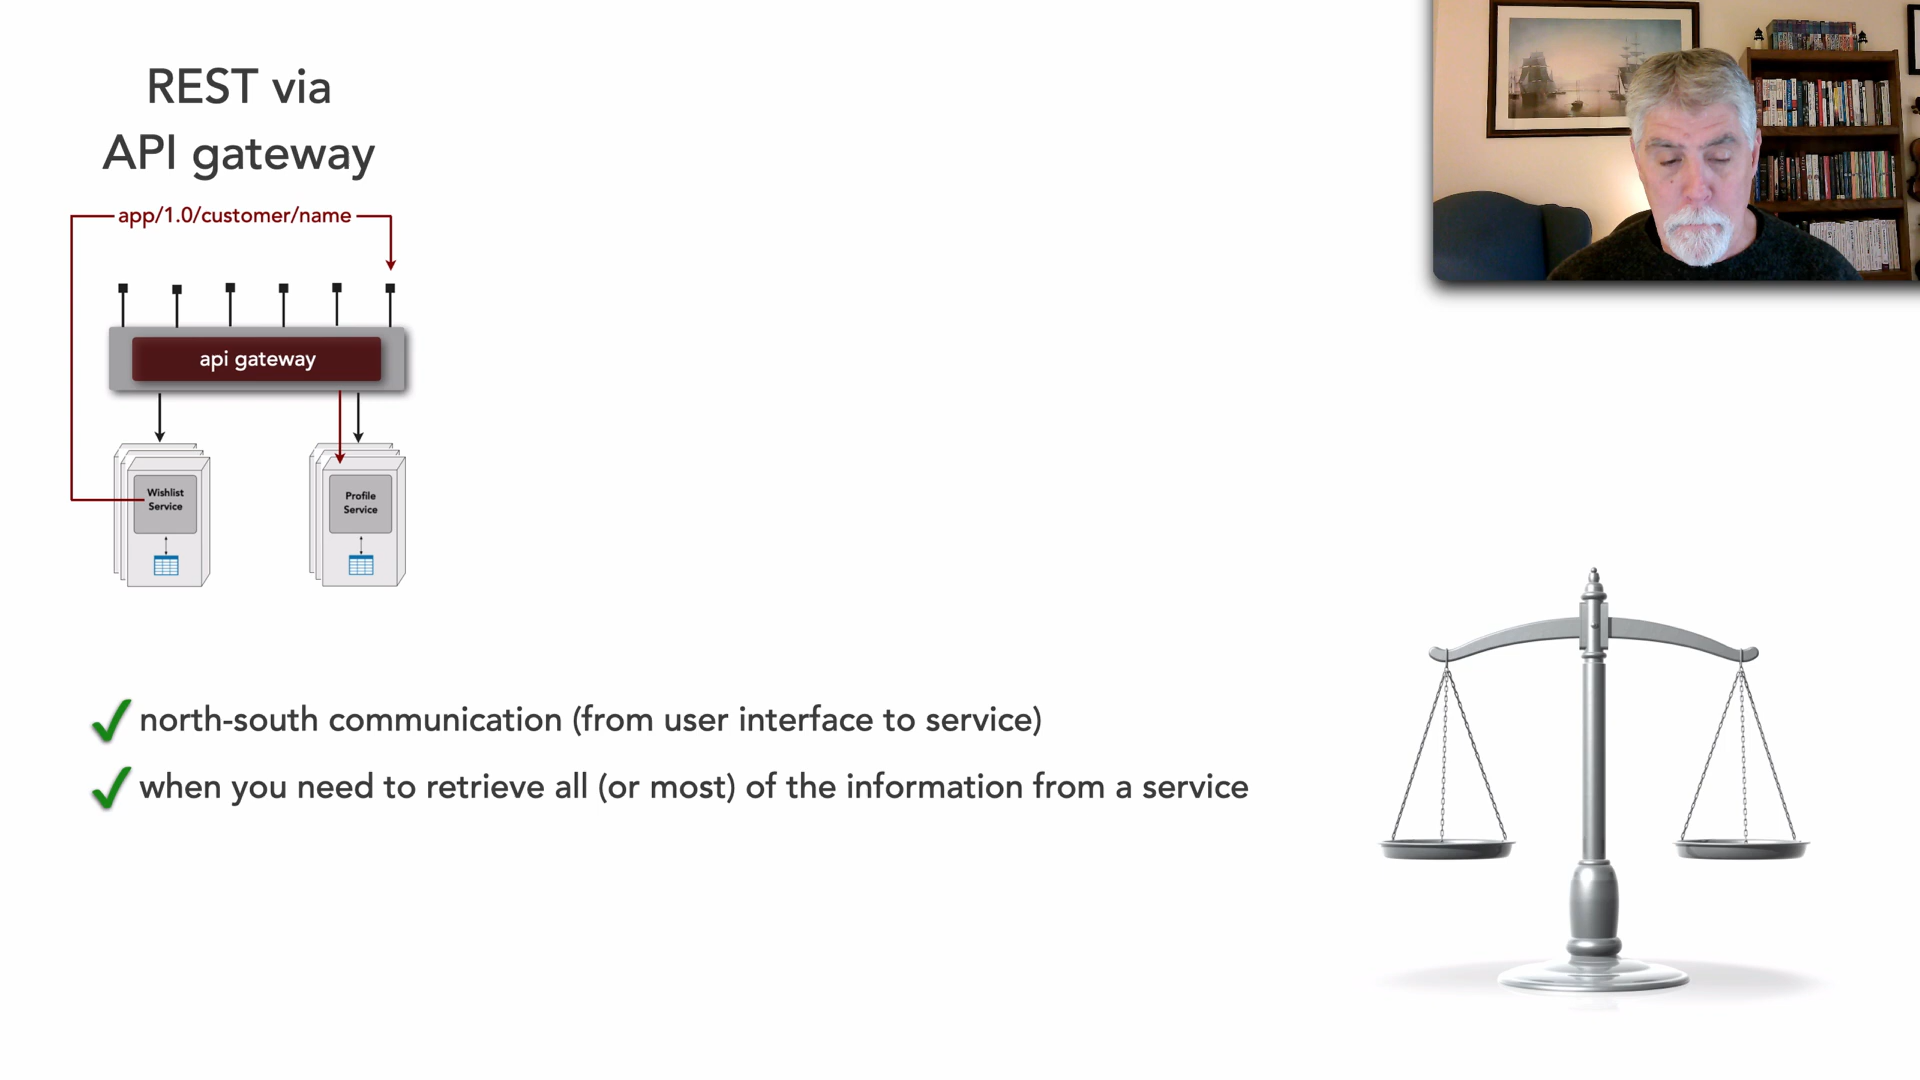 REST via
API gateway
app/1.0/customer/name
api gateway
Wishlist
Service
Profile
Service
north-south communication (from user interface to service)
when you need to retrieve all (or most) of the information from a service